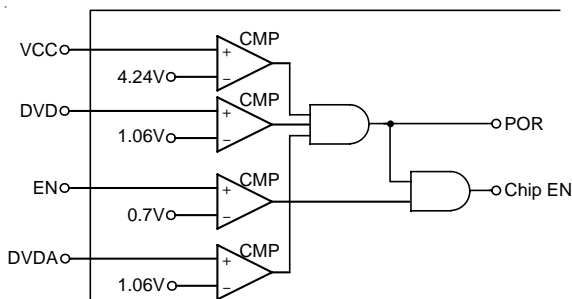 CMP
VCC
+
4.24V
−
CMP
DVD
+
1.06V
−
POR
CMP
EN
+
0.7V
−
Chip EN
CMP
DVDA
+
1.06V
−